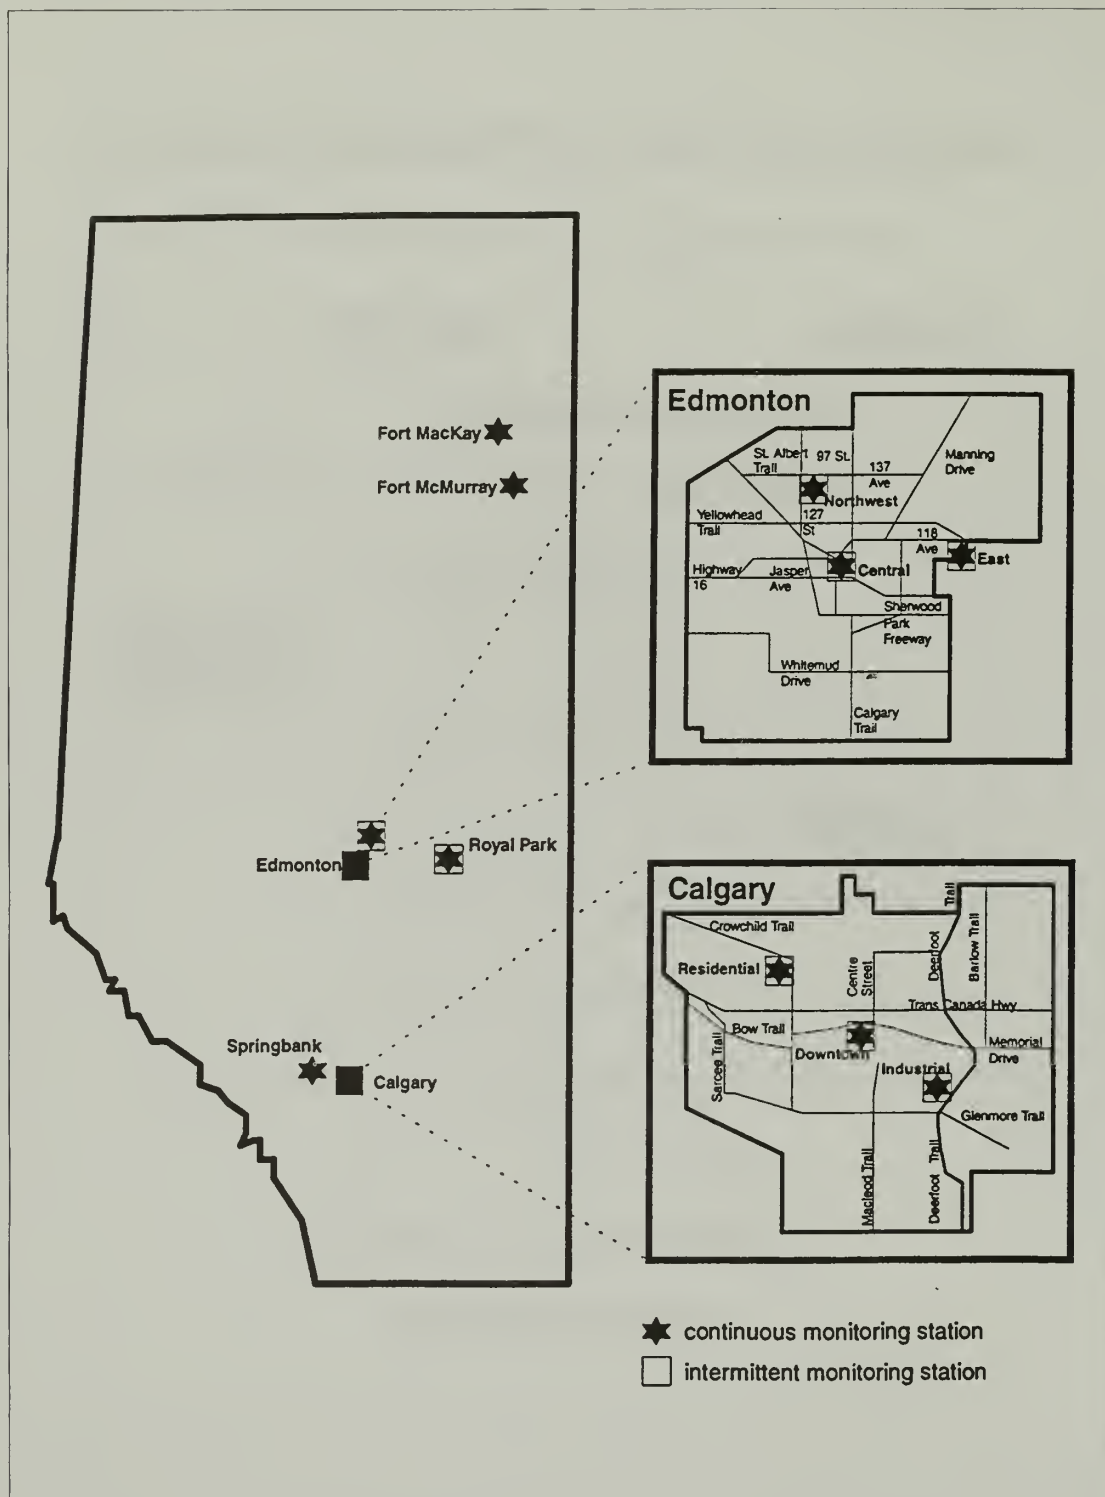 Fort MacKay
Fort McMurray
Edmonton
Royal Park
Springbank
Calgary
Edmonton
St. Albert
Trail
97 St.
137
Ave
Manning
Drive
Northwest
Yellowhead
Trail
127
St
118
Ave
East
Highway
16
Jasper
Ave
Central
Sherwood
Park
Freeway
Whitemud
Drive
Calgary
Trail
Calgary
Crowchild Trail
Residential
Centre
Street
Deerfoot
Trail
Barlow Trail
Trans Canada Hwy
Bow Trail
Sarcee Trail
Downtown
Memorial
Drive
Industrial
Glenmore Trail
Macleod Trail
Deerfoot
Trail
continuous monitoring station
intermittent monitoring station